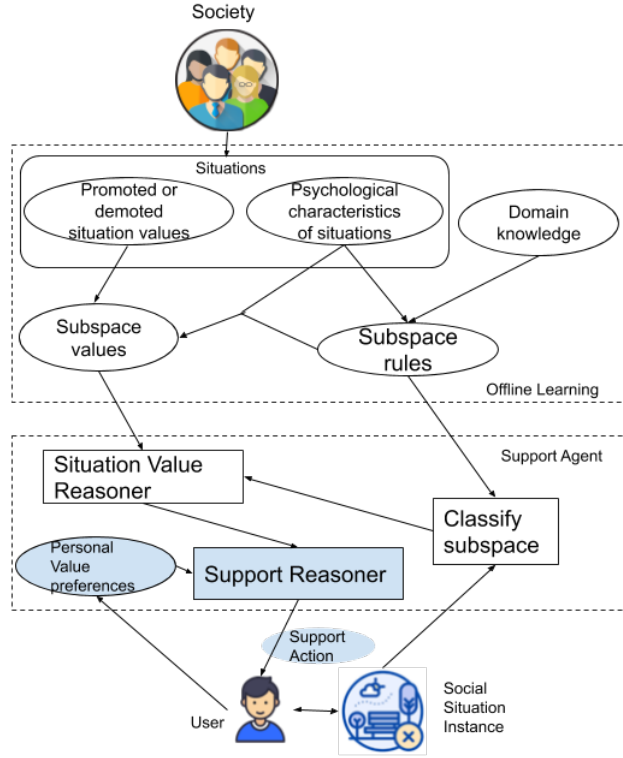 Society
Situations
Promoted or
demoted
situation values
Psychological
characteristics
of situations
Domain
knowledge
Subspace
values
Subspace
rules
Offline Learning
Support Agent
Situation Value
Reasoner
Classify
subspace
Personal
Value
preferences
Support Reasoner
Support
Action
User
Social
Situation
Instance